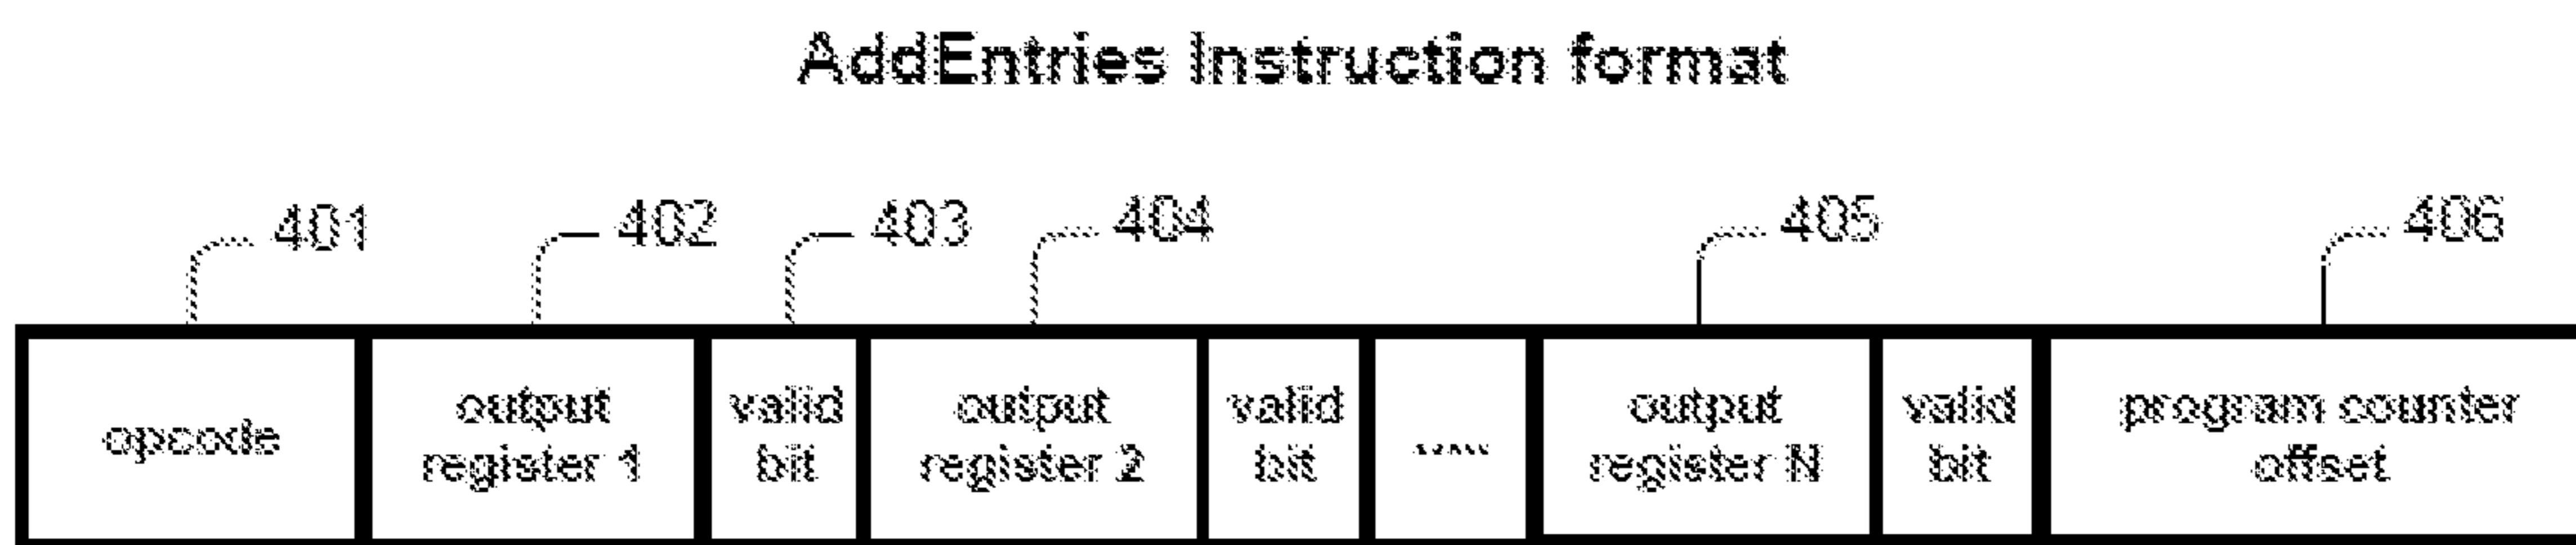 AddEntries Instruction format
401 402 403 404 405 406
opcode
output
register 1
valid
bit
output
register 2
valid
bit
.....
output
register N
valid
bit
program counter
offset